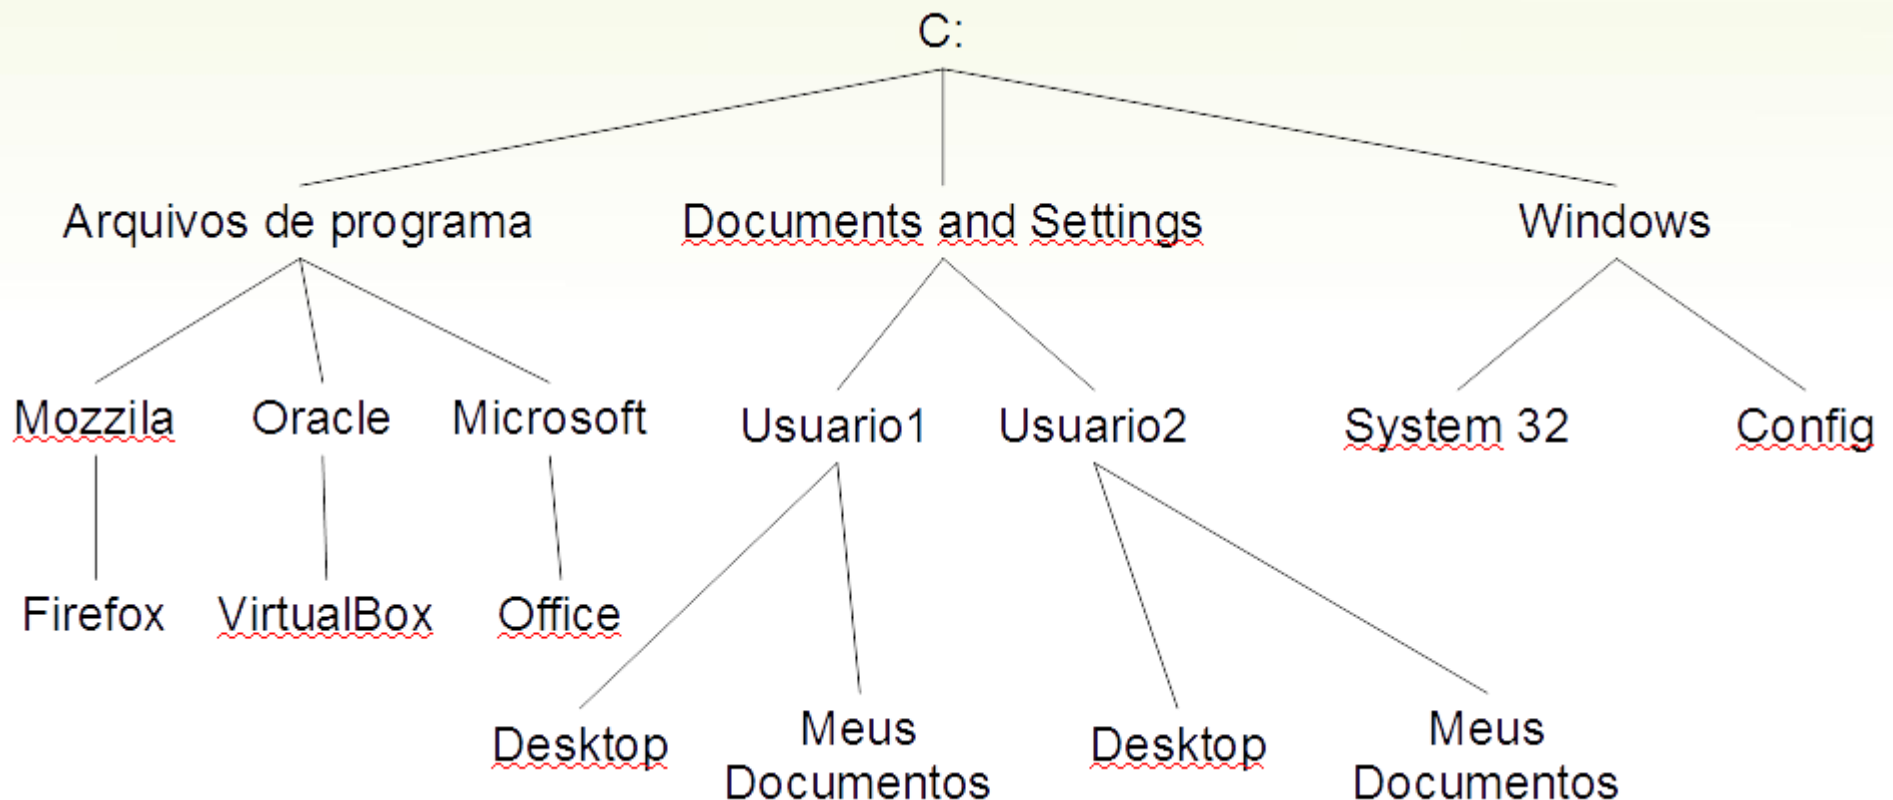 C:
Arquivos de programa
Documents and Settings
Windows
Mozzila
Oracle
Microsoft
Usuario1
Usuario2
System 32
Config
Firefox
VirtualBox
Office
Desktop
Meus
Documentos
Desktop
Meus
Documentos